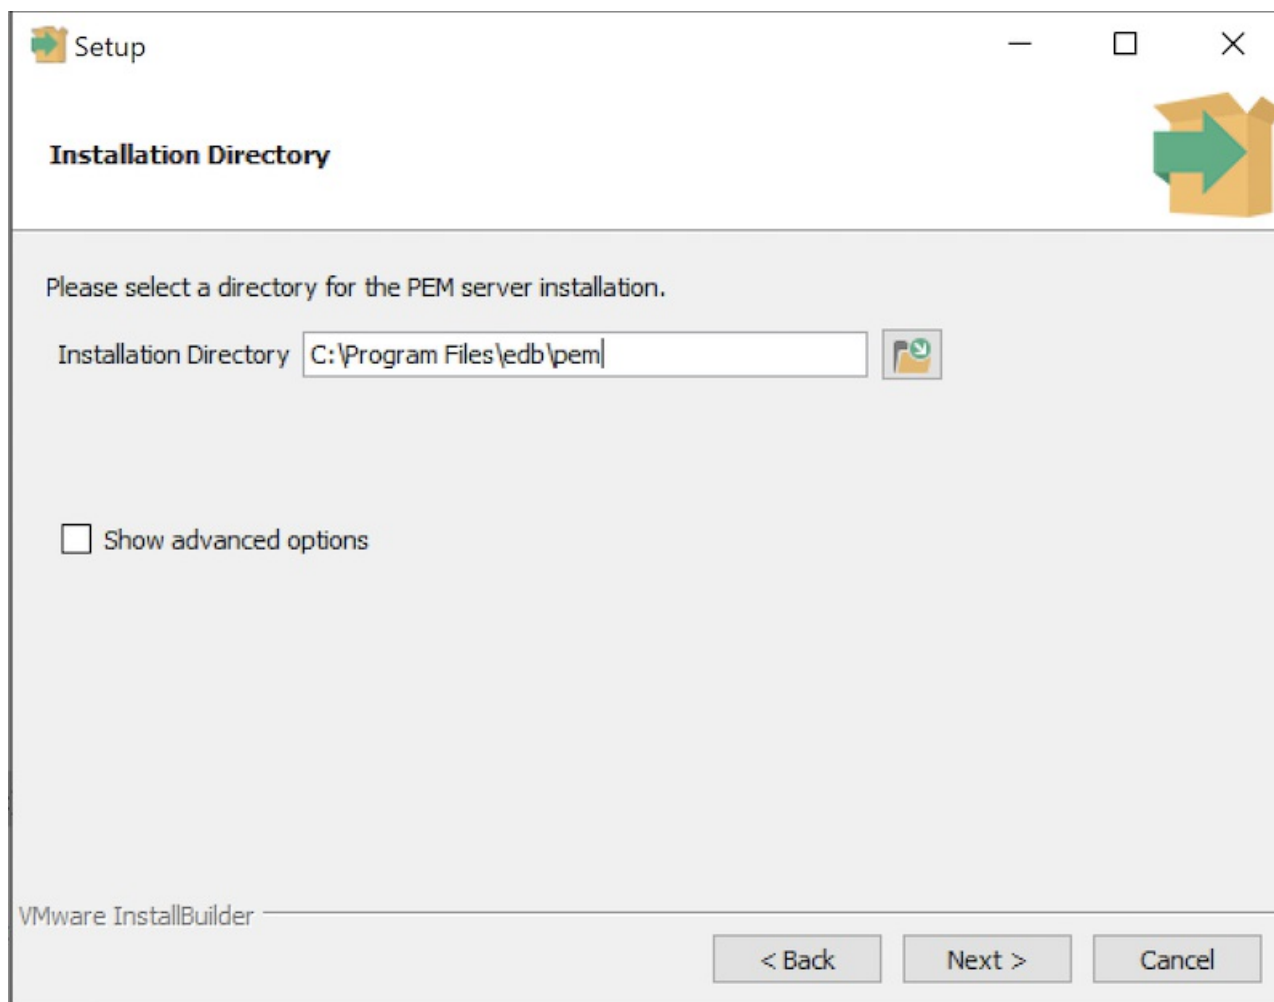 Setup
Installation Directory
Please select a directory for the PEM server installation.
Installation Directory C:\Program Files\edb\pem
Show advanced options
VMware InstallBuilder
< Back Next > Cancel